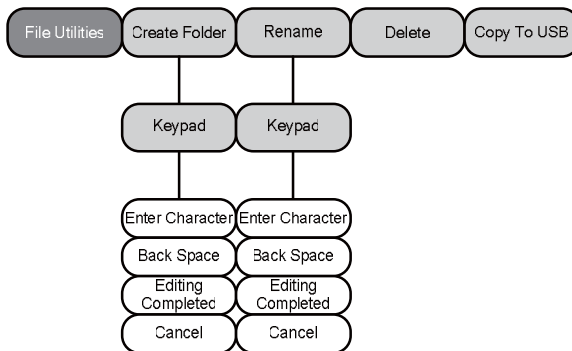 File Utilities
Create Folder
Rename
Delete
Copy To USB
Keypad
Keypad
Enter Character
Enter Character
Back Space
Back Space
Editing
Completed
Editing
Completed
Cancel
Cancel